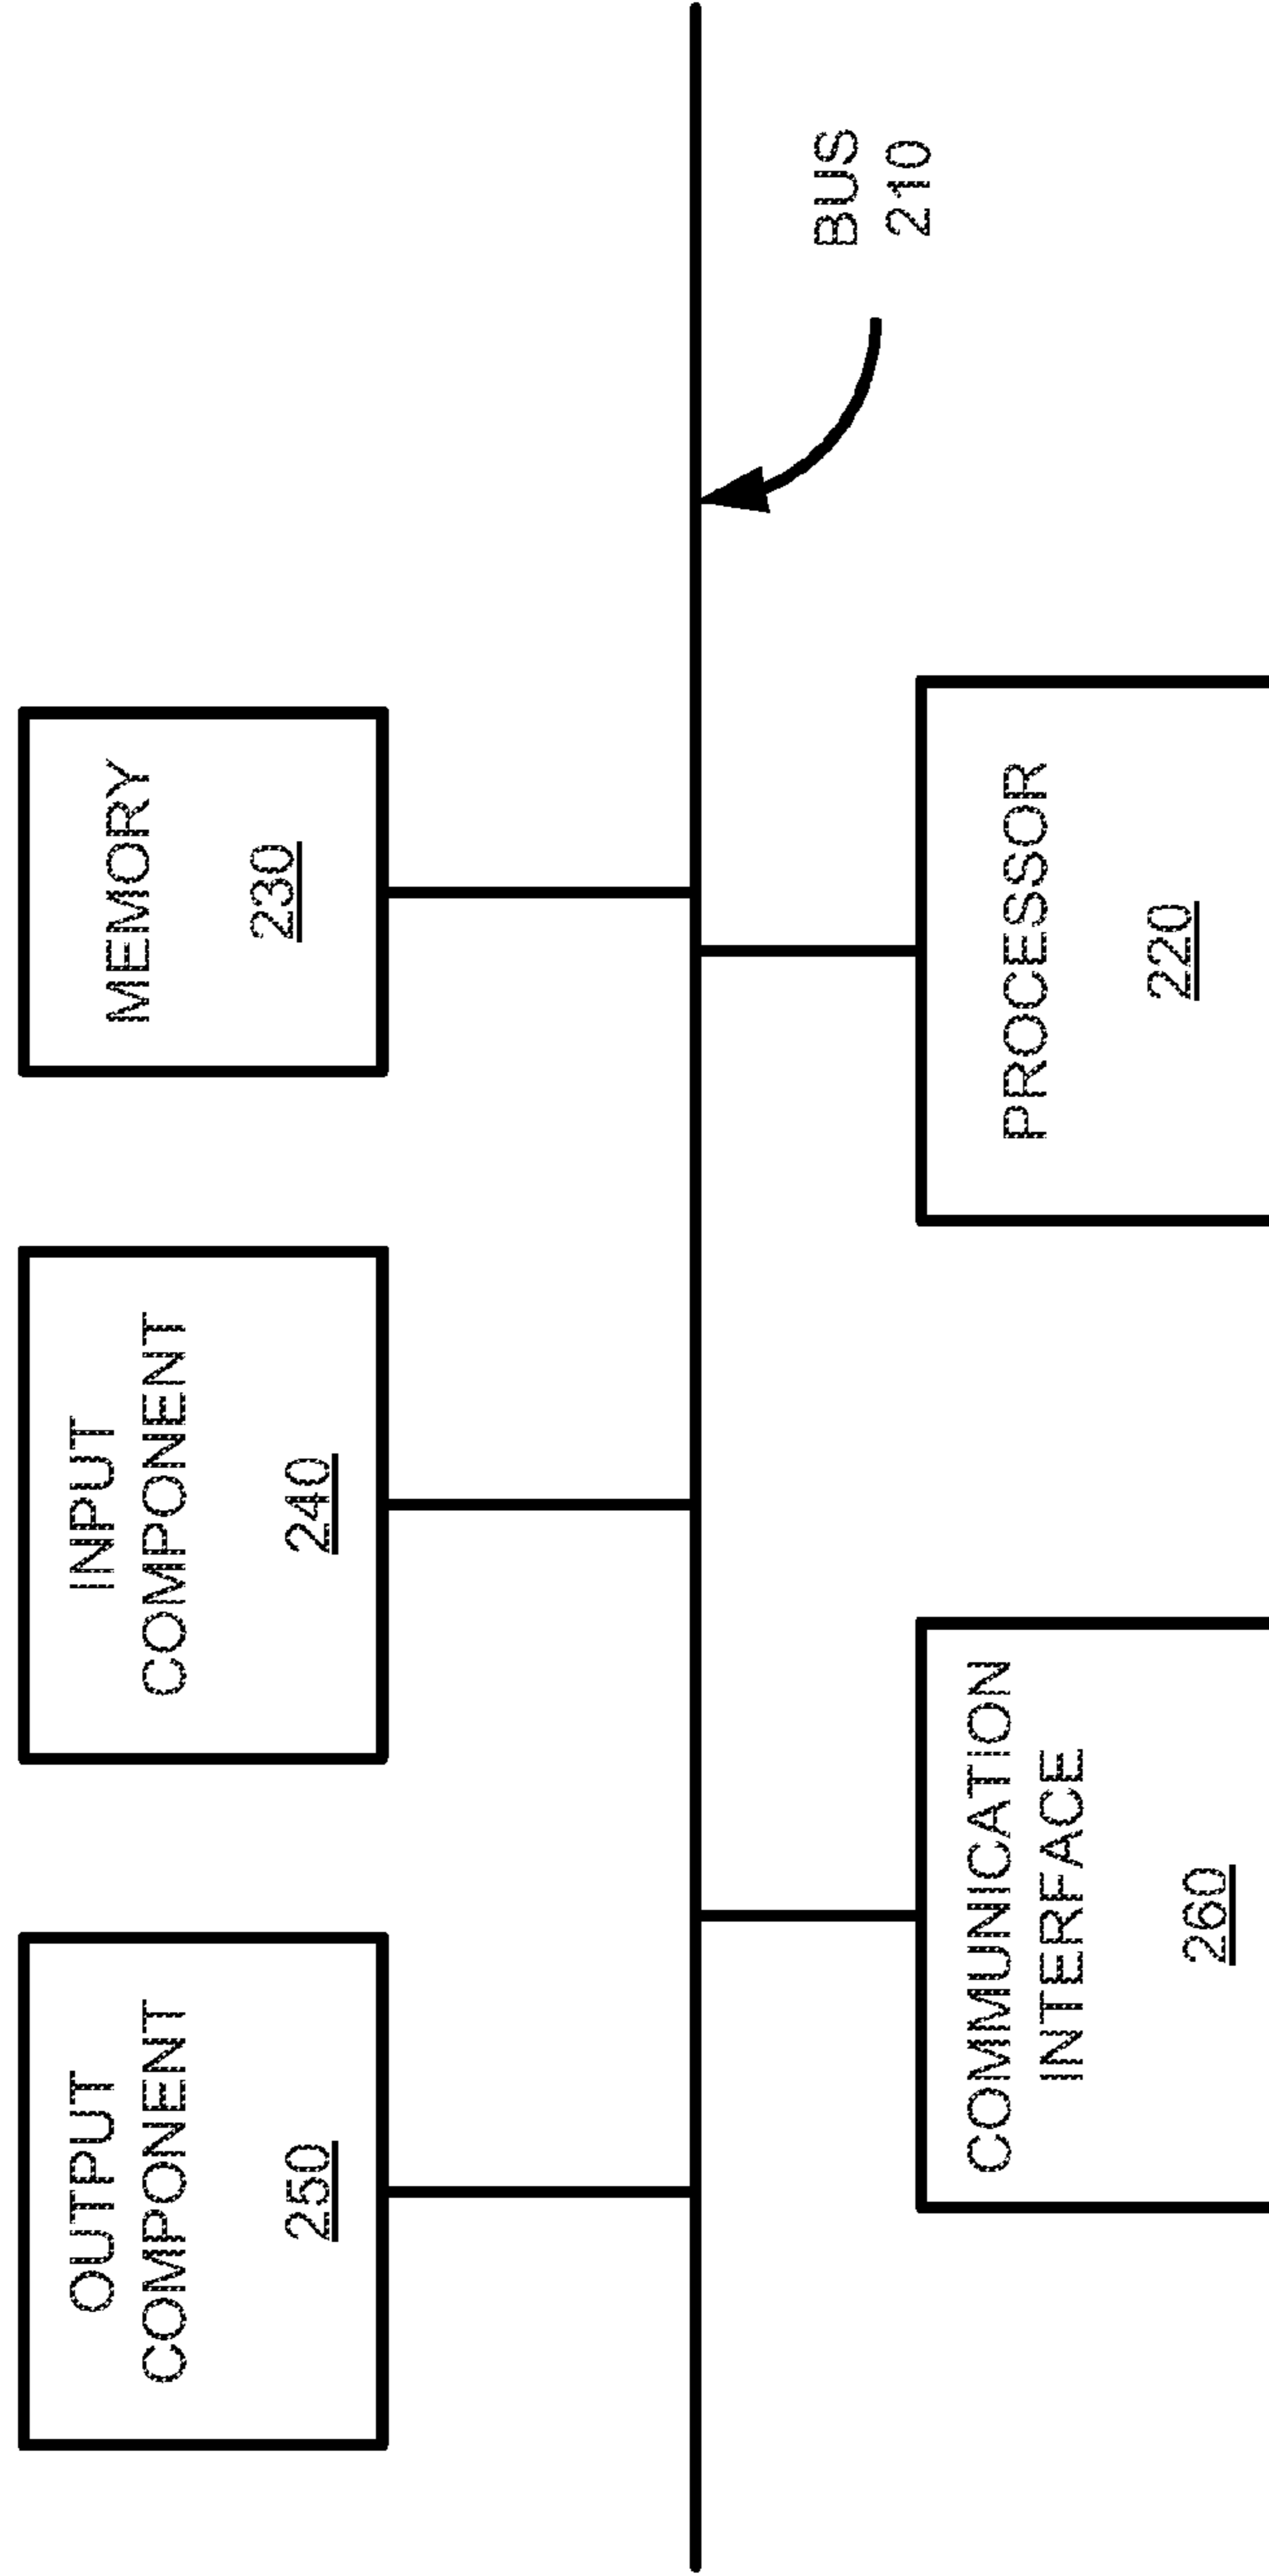 OUTPUT
COMPONENT
250
INPUT
COMPONENT
240
MEMORY
230
COMMUNICATION
INTERFACE
260
PROCESSOR
220
BUS
210